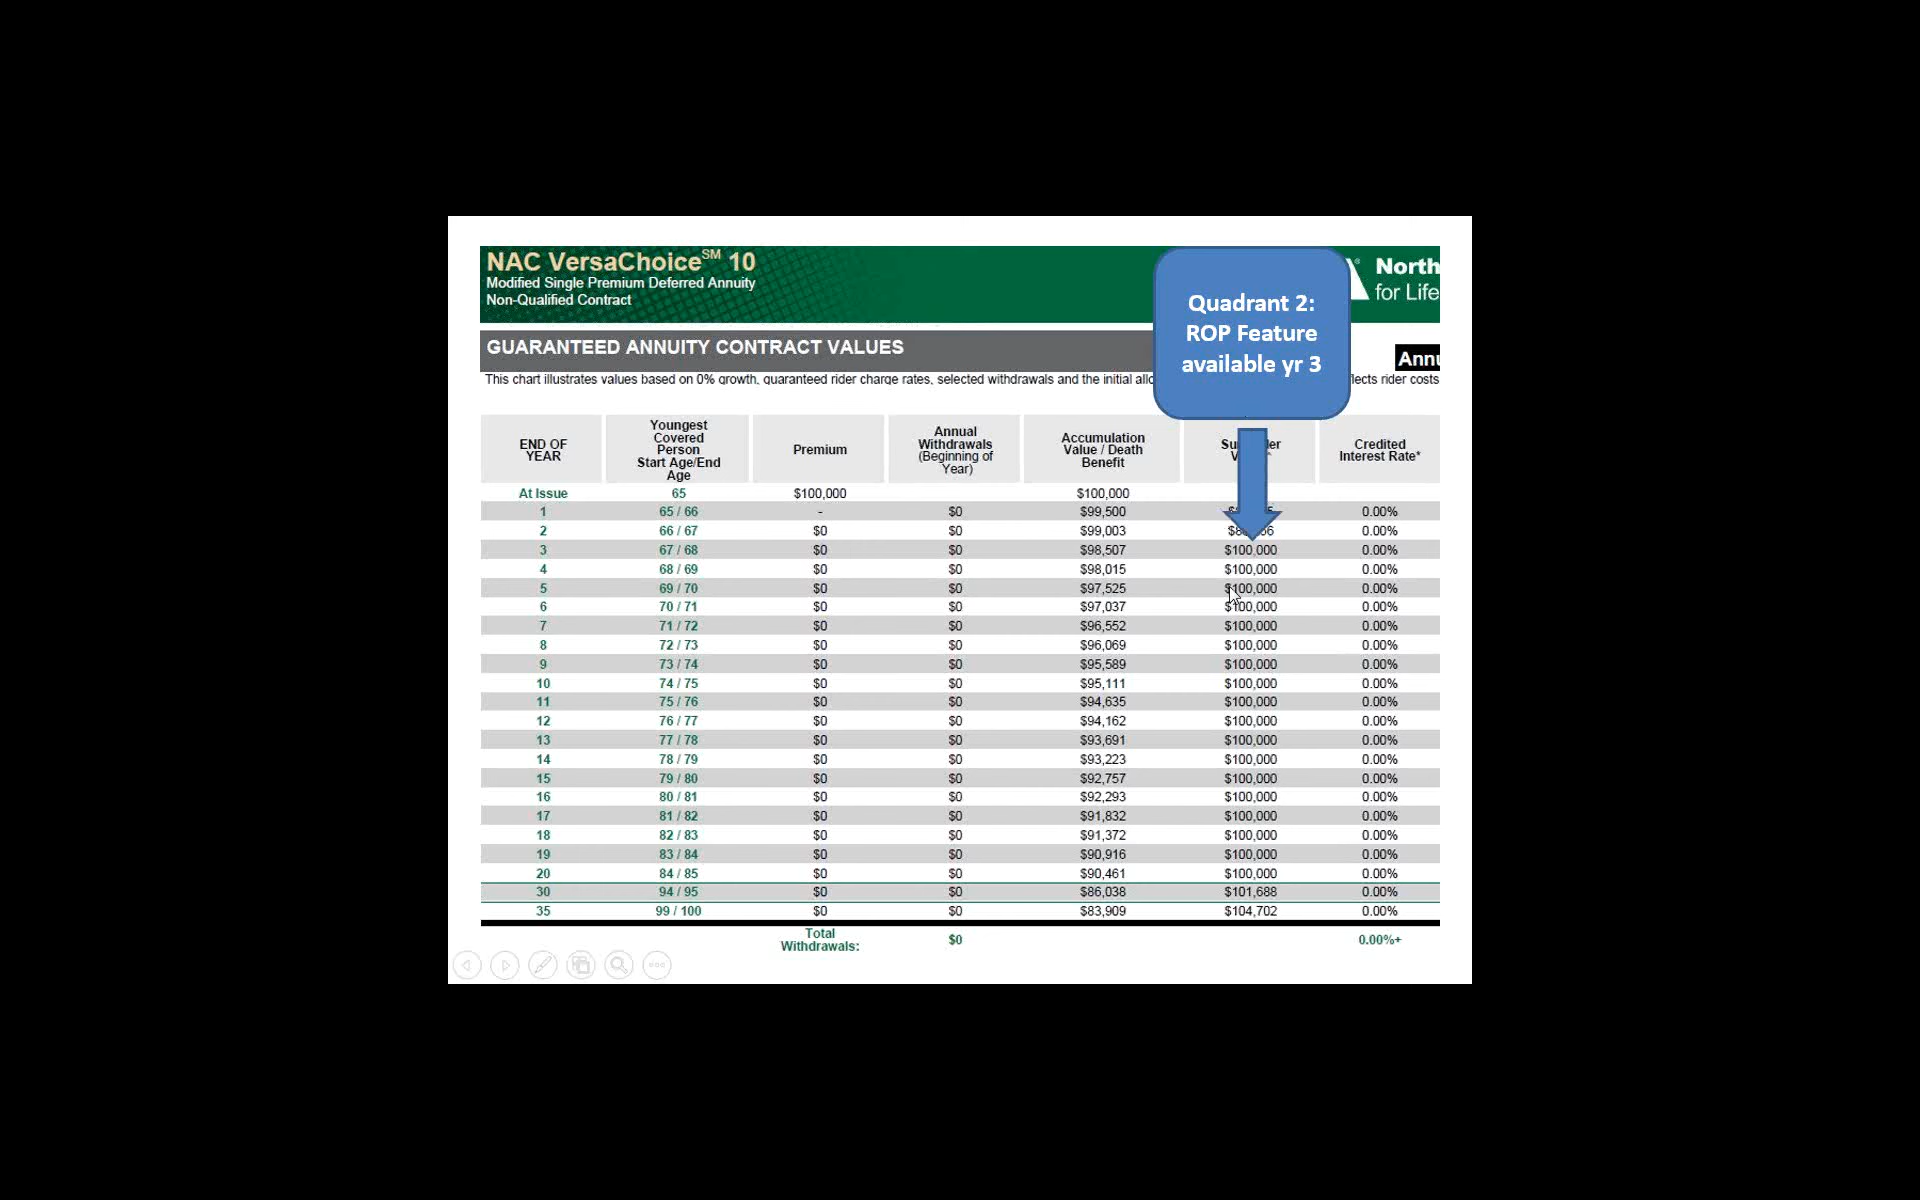 NAC VersaChoice℠ 10
Modified Single Premium Deferred Annuity
Non-Qualified Contract
North
for Life
Quadrant 2:
ROP Feature
available yr 3
GUARANTEED ANNUITY CONTRACT VALUES
Annu
This chart illustrates values based on 0% growth, guaranteed rider charge rates, selected withdrawals and the initial allo lects rider costs
END OF YEAR Youngest Covered Person Start Age/End Age Premium Annual Withdrawals (Beginning of Year) Accumulation Value / Death Benefit Credited Interest Rate*
At Issue 65 $100,000 $100,000
1 65 / 66 - $0 $99,500 0.00%
2 66 / 67 $0 $0 $99,003 0.00%
3 67 / 68 $0 $0 $98,507 $100,000 0.00%
4 68 / 69 $0 $0 $98,015 $100,000 0.00%
5 69 / 70 $0 $0 $97,525 $100,000 0.00%
6 70 / 71 $0 $0 $97,037 $100,000 0.00%
7 71 / 72 $0 $0 $96,552 $100,000 0.00%
8 72 / 73 $0 $0 $96,069 $100,000 0.00%
9 73 / 74 $0 $0 $95,589 $100,000 0.00%
10 74 / 75 $0 $0 $95,111 $100,000 0.00%
11 75 / 76 $0 $0 $94,635 $100,000 0.00%
12 76 / 77 $0 $0 $94,162 $100,000 0.00%
13 77 / 78 $0 $0 $93,691 $100,000 0.00%
14 78 / 79 $0 $0 $93,223 $100,000 0.00%
15 79 / 80 $0 $0 $92,757 $100,000 0.00%
16 80 / 81 $0 $0 $92,293 $100,000 0.00%
17 81 / 82 $0 $0 $91,832 $100,000 0.00%
18 82 / 83 $0 $0 $91,372 $100,000 0.00%
19 83 / 84 $0 $0 $90,916 $100,000 0.00%
20 84 / 85 $0 $0 $90,461 $100,000 0.00%
30 94 / 95 $0 $0 $86,038 $101,688 0.00%
35 99 / 100 $0 $0 $83,909 $104,702 0.00%
Total Withdrawals: $0 0.00%+